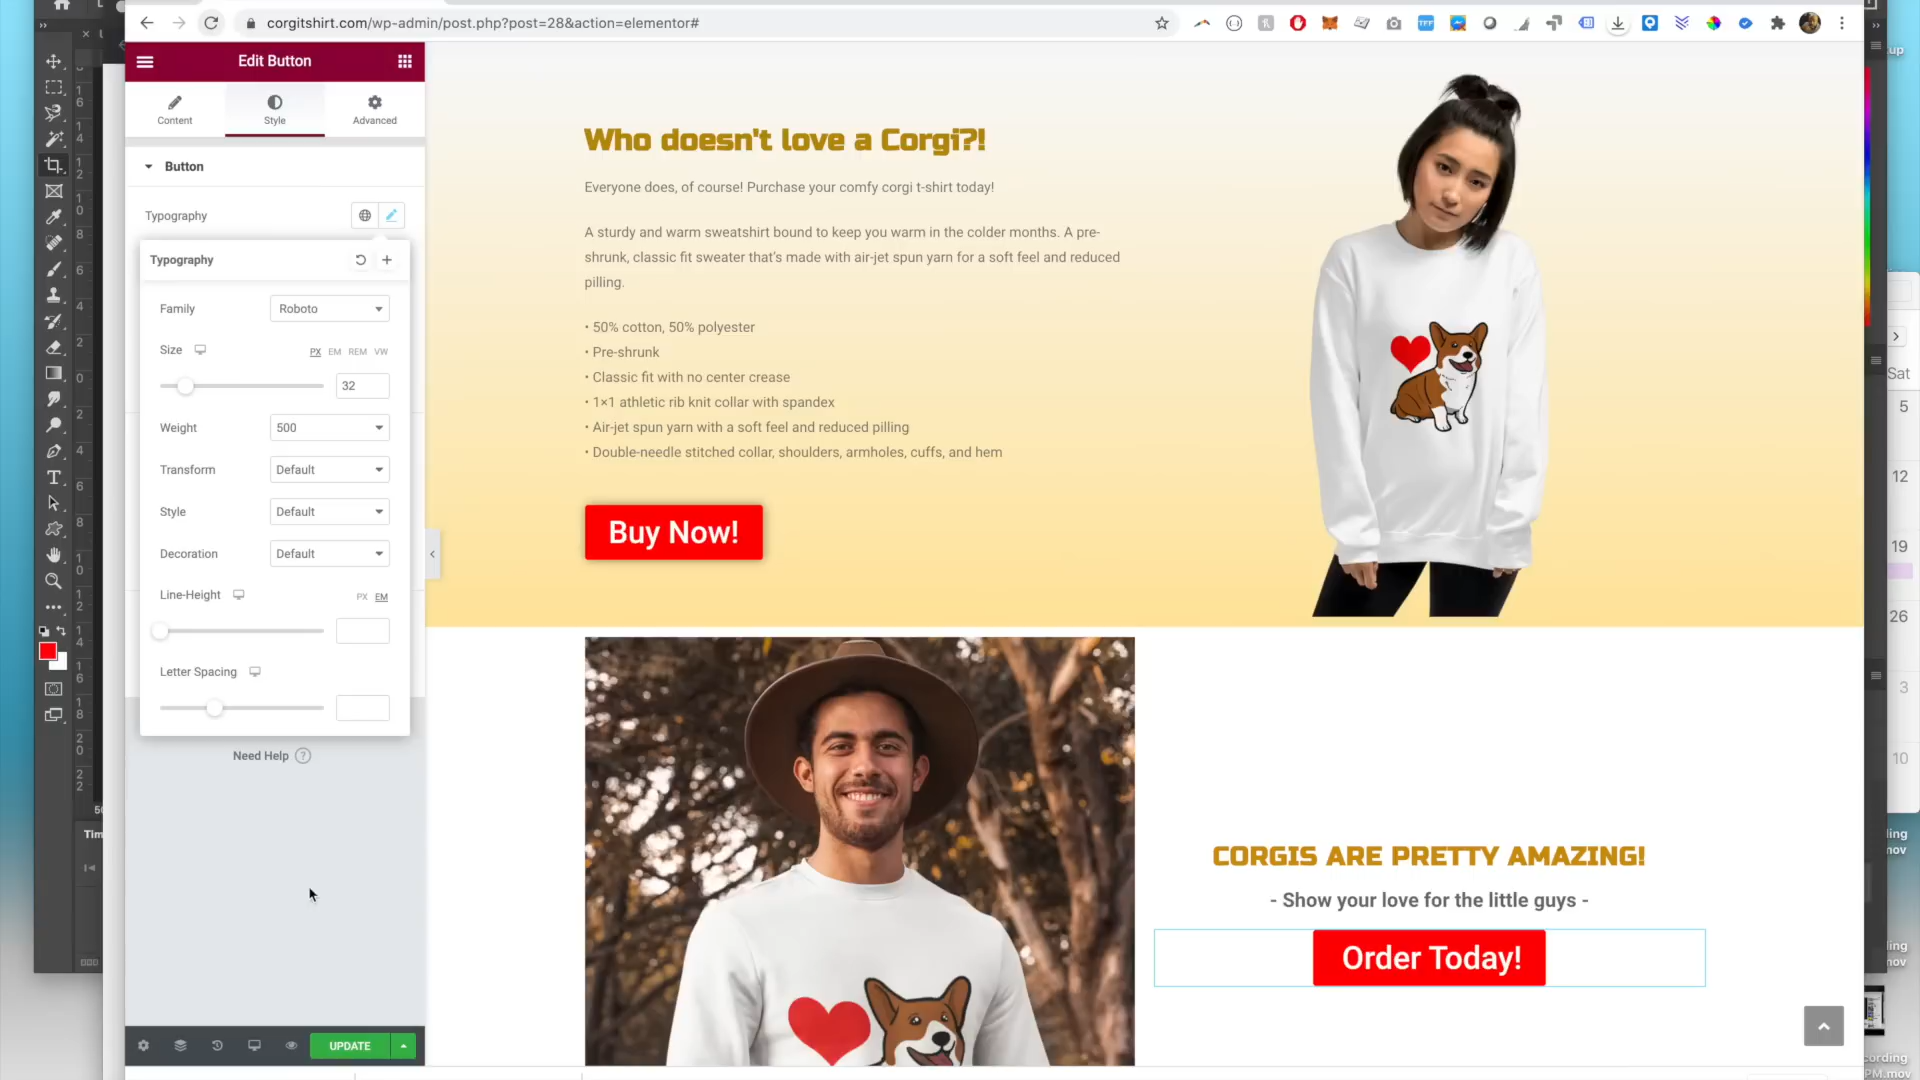 corgitshirt.com/wp-admin/post.php?post=28&action=elementor#
Edit Button
Content
Style
Advanced
Button
Typography
Typography
Family
Roboto
Size
PX EM REM VW
32
Weight
500
Transform
Default
Style
Default
Decoration
Default
Line-Height
PX EM
Letter Spacing
Need Help ?
UPDATE
Who doesn't love a Corgi?!
Everyone does, of course! Purchase your comfy corgi t-shirt today!
A sturdy and warm sweatshirt bound to keep you warm in the colder months. A pre-
shrunk, classic fit sweater that's made with air-jet spun yarn for a soft feel and reduced
pilling.
• 50% cotton, 50% polyester
• Pre-shrunk
• Classic fit with no center crease
• 1×1 athletic rib knit collar with spandex
• Air-jet spun yarn with a soft feel and reduced pilling
• Double-needle stitched collar, shoulders, armholes, cuffs, and hem
Buy Now!
CORGIS ARE PRETTY AMAZING!
- Show your love for the little guys -
Order Today!
Sat
5
12
19
26
3
10
Tim